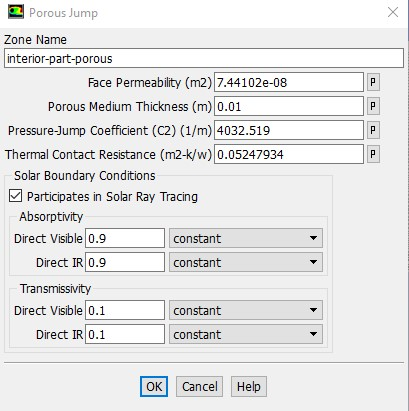 Porous Jump
Zone Name
interior-part-porous
Face Permeability (m2) 7.44102e-08 P
Porous Medium Thickness (m) 0.01 P
Pressure-Jump Coefficient (C2) (1/m) 4032.519 P
Thermal Contact Resistance (m2-k/w) 0.05247934 P
Solar Boundary Conditions
Participates in Solar Ray Tracing
Absorptivity
Direct Visible 0.9 constant
Direct IR 0.9 constant
Transmissivity
Direct Visible 0.1 constant
Direct IR 0.1 constant
OK Cancel Help